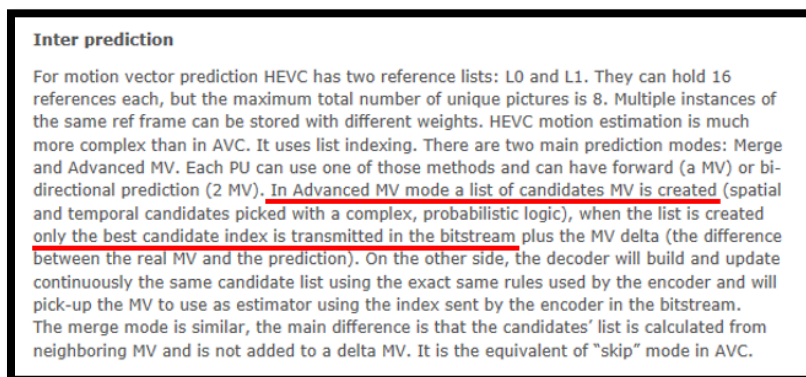 Inter prediction
For motion vector prediction HEVC has two reference lists: L0 and L1. They can hold 16
references each, but the maximum total number of unique pictures is 8. Multiple instances of
the same ref frame can be stored with different weights. HEVC motion estimation is much
more complex than in AVC. It uses list indexing. There are two main prediction modes: Merge
and Advanced MV. Each PU can use one of those methods and can have forward (a MV) or bi-
directional prediction (2 MV). In Advanced MV mode a list of candidates MV is created (spatial
and temporal candidates picked with a complex, probabilistic logic), when the list is created
only the best candidate index is transmitted in the bitstream plus the MV delta (the difference
between the real MV and the prediction). On the other side, the decoder will build and update
continuously the same candidate list using the exact same rules used by the encoder and will
pick-up the MV to use as estimator using the index sent by the encoder in the bitstream.
The merge mode is similar, the main difference is that the candidates' list is calculated from
neighboring MV and is not added to a delta MV. It is the equivalent of "skip" mode in AVC.